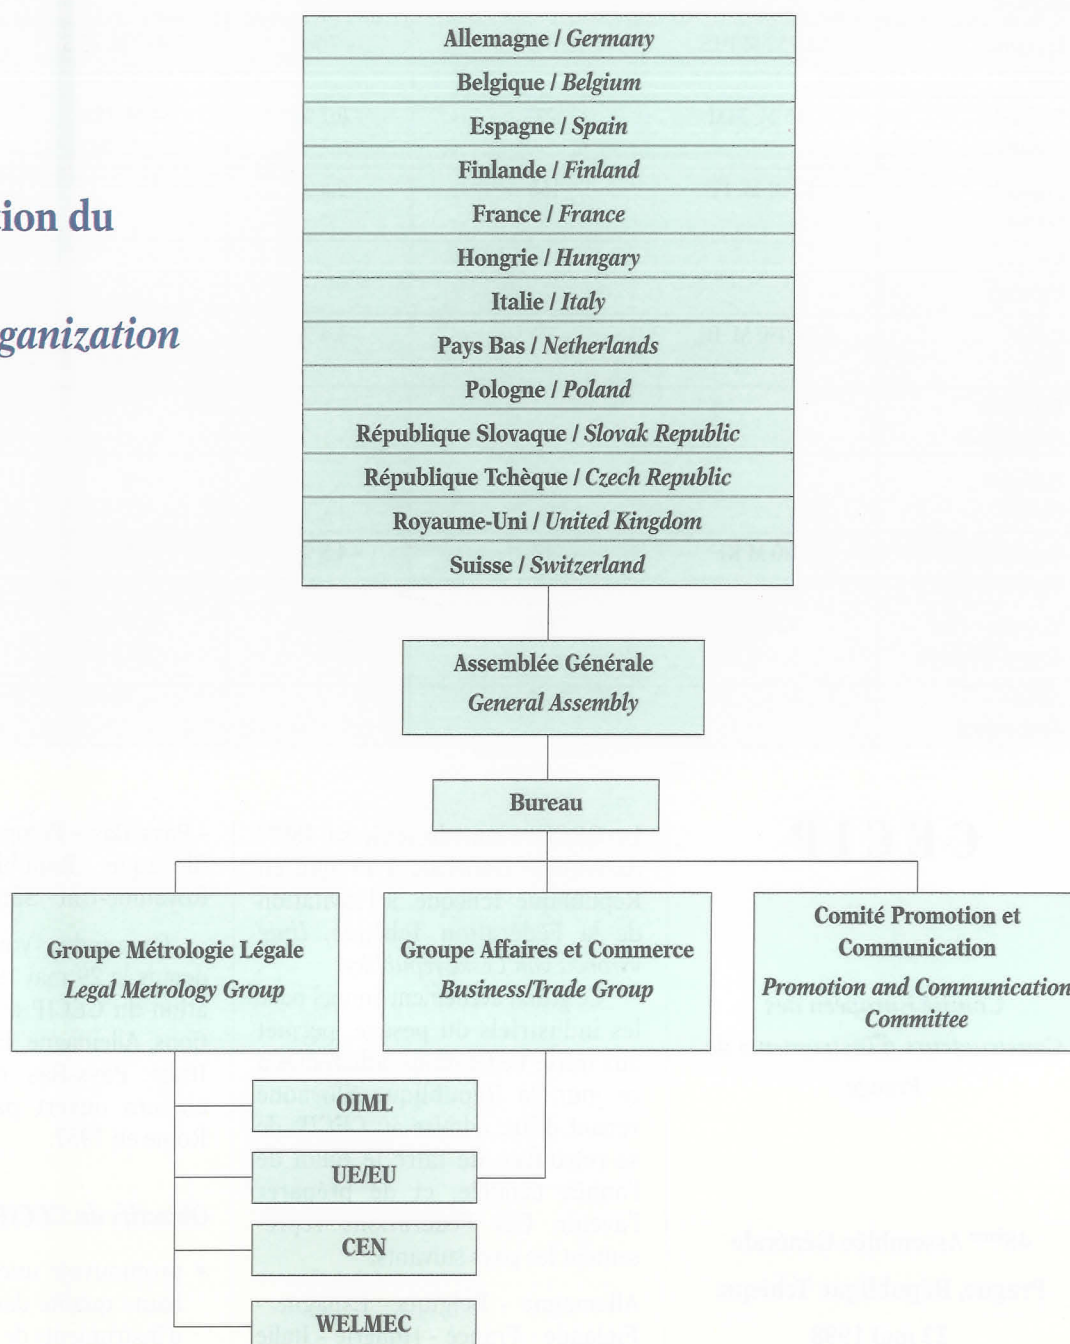 tion du
ganization
Allemagne / Germany
Belgique / Belgium
Espagne / Spain
Finlande / Finland
France / France
Hongrie / Hungary
Italie / Italy
Pays Bas / Netherlands
Pologne / Poland
République Slovaque / Slovak Republic
République Tchèque / Czech Republic
Royaume-Uni / United Kingdom
Suisse / Switzerland
Assemblée Générale
General Assembly
Bureau
Groupe Métrologie Légale
Legal Metrology Group
Groupe Affaires et Commerce
Business/Trade Group
Comité Promotion et
Communication
Promotion and Communication
Committee
OIML
UE/EU
CEN
WELMEC